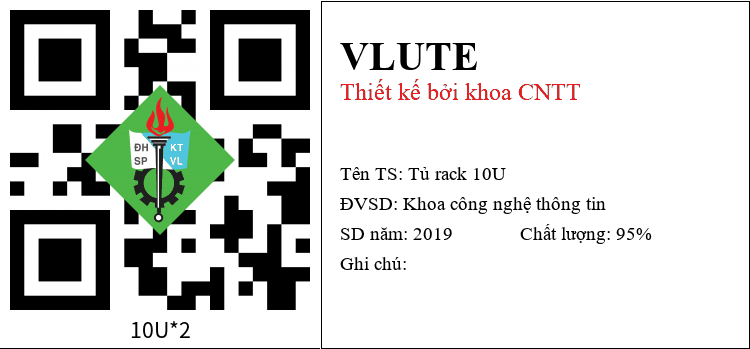 ĐH KT
SP VL
10U*2
VLUTE
Thiết kế bởi khoa CNTT
Tên TS: Tủ rack 10U
ĐVSD: Khoa công nghệ thông tin
SD năm: 2019 Chất lượng: 95%
Ghi chú: